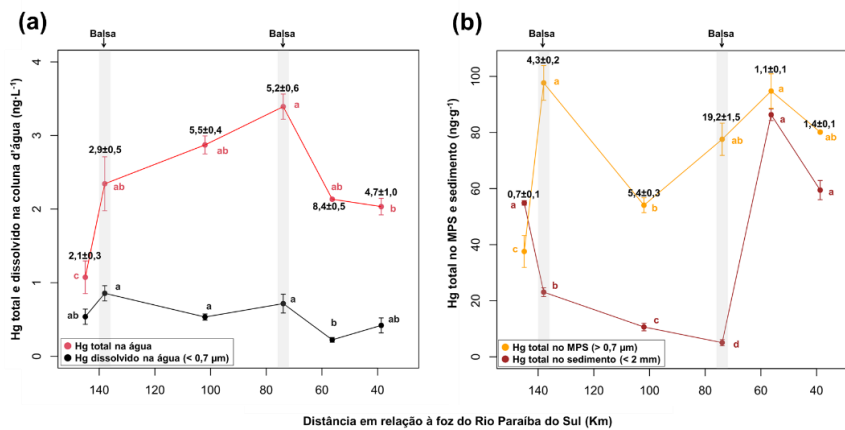 (a)
Balsa
Balsa
Hg total e dissolvido na coluna d'água (ng·L-1)
4
3
2
1
0
2,1±0,3
2,9±0,5
5,5±0,4
5,2±0,6
8,4±0,5
4,7±1,0
c
ab
ab
a
ab
b
ab
a
a
a
b
ab
Hg total na água
Hg dissolvido na água (< 0,7 µm)
140
120
100
80
60
40
(b)
Balsa
Balsa
Hg total no MPS e sedimento (ng·g-1)
100
80
60
40
20
0
0,7±0,1
4,3±0,2
5,4±0,3
19,2±1,5
1,1±0,1
1,4±0,1
c
a
b
ab
a
ab
a
b
c
d
a
a
Hg total no MPS (> 0,7 µm)
Hg total no sedimento (< 2 mm)
140
120
100
80
60
40
Distância em relação à foz do Rio Paraíba do Sul (Km)